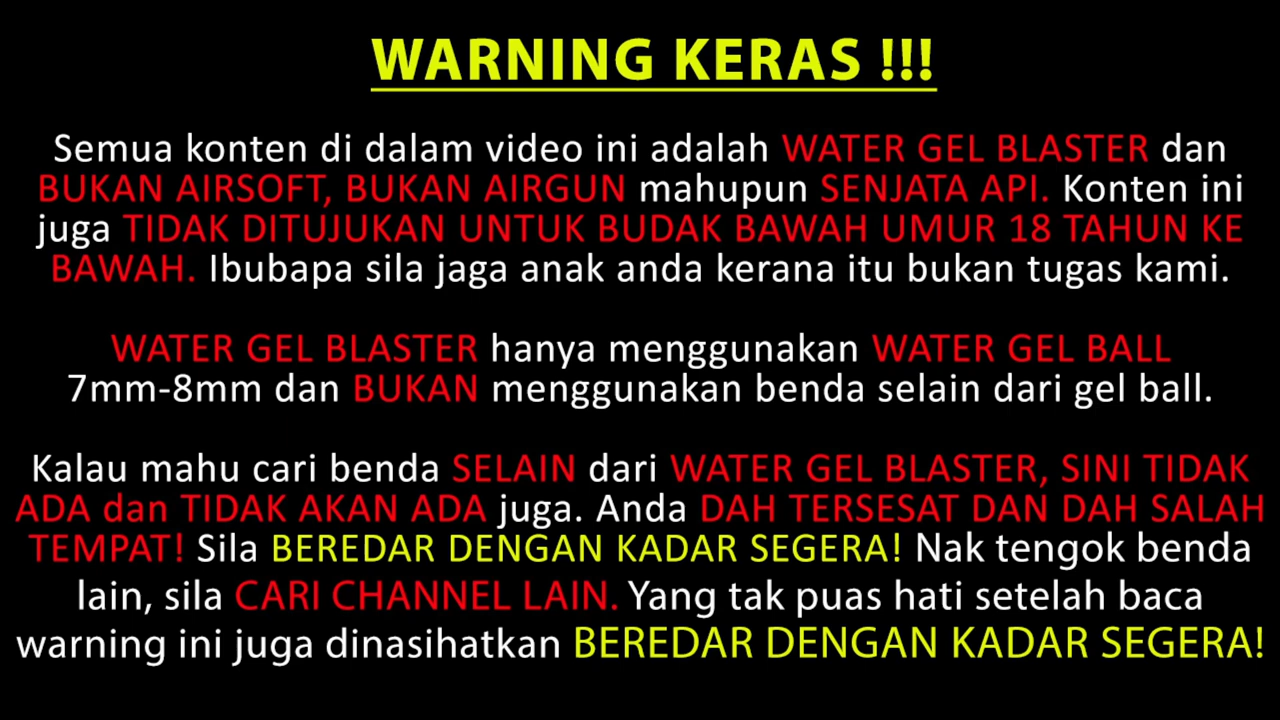 WARNING KERAS !!!
Semua konten di dalam video ini adalah WATER GEL BLASTER dan
BUKAN AIRSOFT, BUKAN AIRGUN mahupun SENJATA API. Konten ini
juga TIDAK DITUJUKAN UNTUK BUDAK BAWAH UMUR 18 TAHUN KE
BAWAH. Ibubapa sila jaga anak anda kerana itu bukan tugas kami.
WATER GEL BLASTER hanya menggunakan WATER GEL BALL
7mm-8mm dan BUKAN menggunakan benda selain dari gel ball.
Kalau mahu cari benda SELAIN dari WATER GEL BLASTER, SINI TIDAK
ADA dan TIDAK AKAN ADA juga. Anda DAH TERSESAT DAN DAH SALAH
TEMPAT! Sila BEREDAR DENGAN KADAR SEGERA! Nak tengok benda
lain, sila CARI CHANNEL LAIN. Yang tak puas hati setelah baca
warning ini juga dinasihatkan BEREDAR DENGAN KADAR SEGERA!